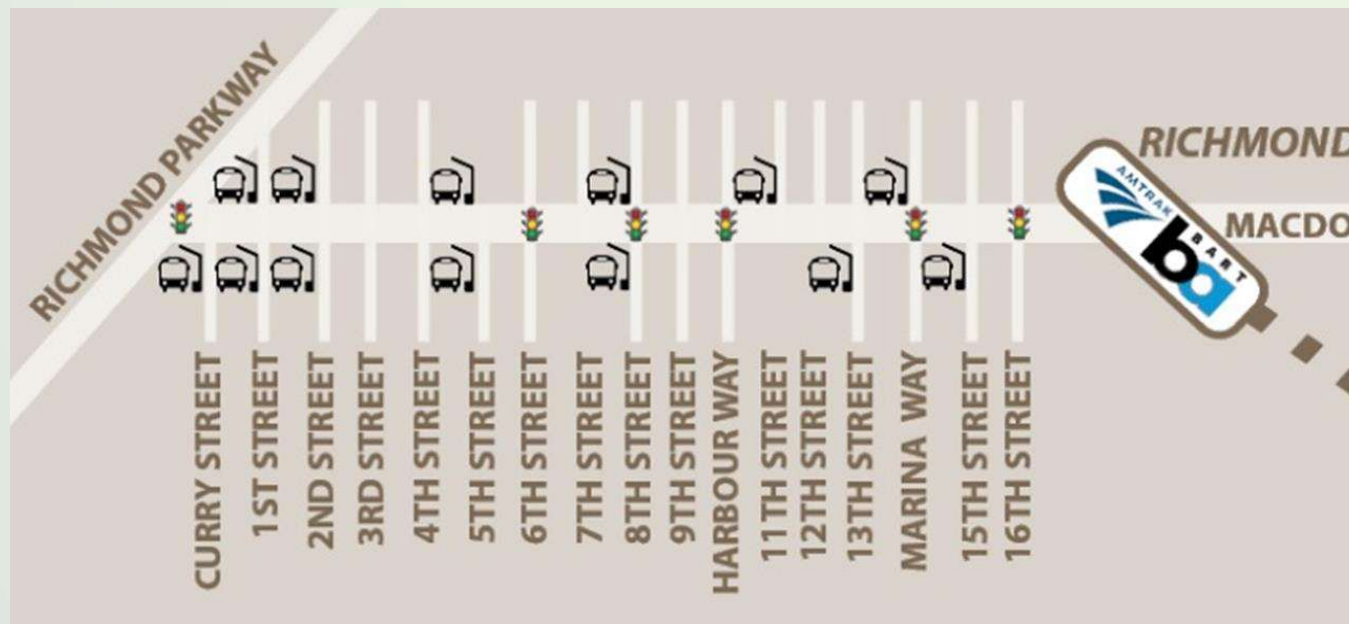 RICHMOND PARKWAY
RICHMOND
AMTRAK
BART
ba
MACDO
CURRY STREET
1ST STREET
2ND STREET
3RD STREET
4TH STREET
5TH STREET
6TH STREET
7TH STREET
8TH STREET
9TH STREET
HARBOUR WAY
11TH STREET
12TH STREET
13TH STREET
MARINA WAY
15TH STREET
16TH STREET